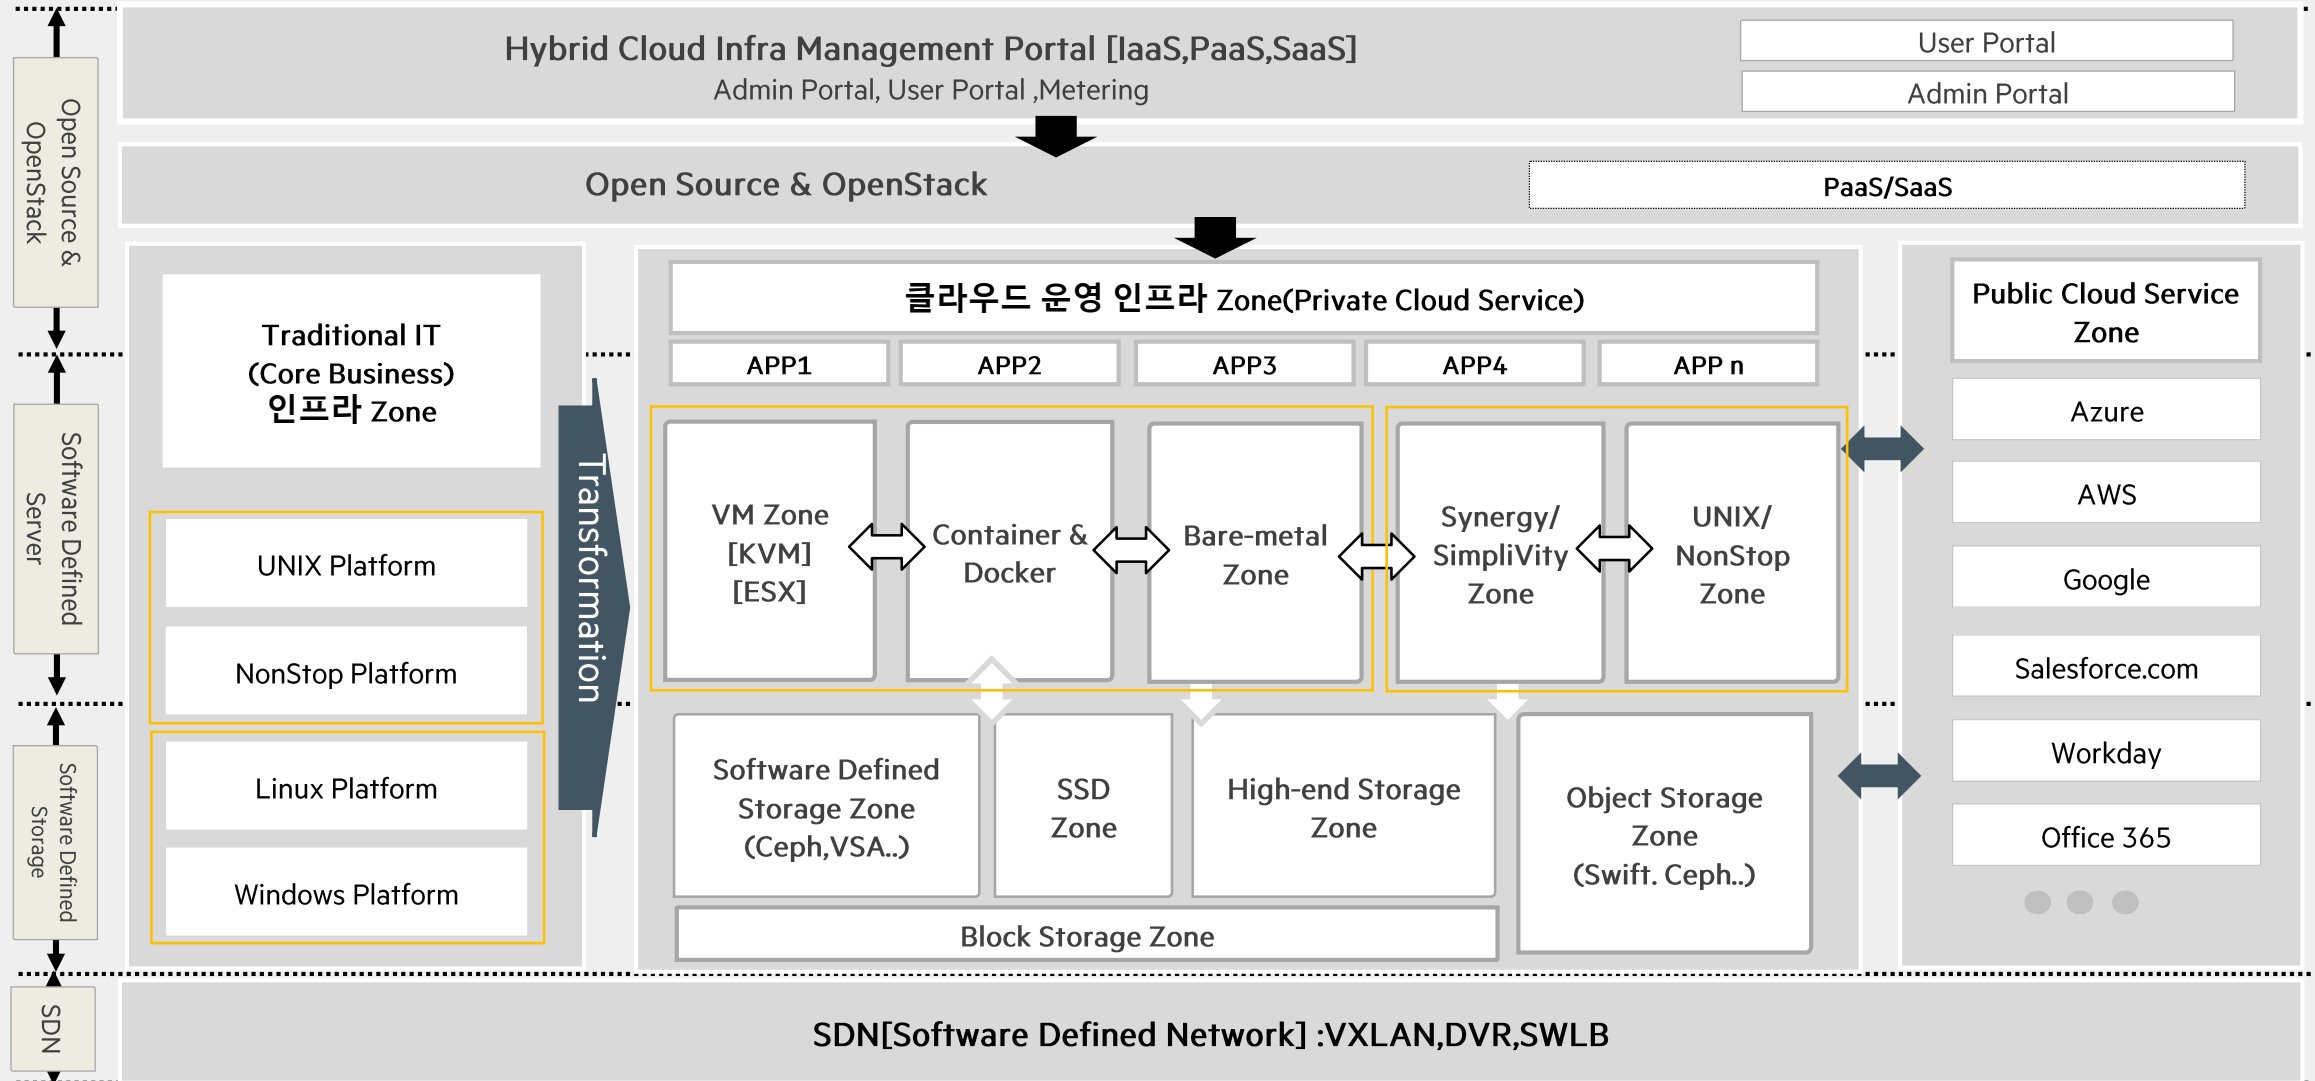 Hybrid Cloud Infra Management Portal [IaaS,PaaS,SaaS]
Admin Portal, User Portal ,Metering
User Portal
Admin Portal
Open Source &
OpenStack
Open Source & OpenStack
PaaS/SaaS
Traditional IT
(Core Business)
인프라 Zone
UNIX Platform
NonStop Platform
Linux Platform
Windows Platform
Transformation
클라우드 운영 인프라 Zone(Private Cloud Service)
APP1
APP2
APP3
APP4
APP n
Software Defined
Server
VM Zone
[KVM]
[ESX]
Container &
Docker
Bare-metal
Zone
Synergy/
SimpliVity
Zone
UNIX/
NonStop
Zone
Software Defined
Storage
Software Defined
Storage Zone
(Ceph,VSA..)
SSD
Zone
High-end Storage
Zone
Object Storage
Zone
(Swift. Ceph..)
Block Storage Zone
Public Cloud Service
Zone
Azure
AWS
Google
Salesforce.com
Workday
Office 365
SDN
SDN[Software Defined Network] :VXLAN,DVR,SWLB